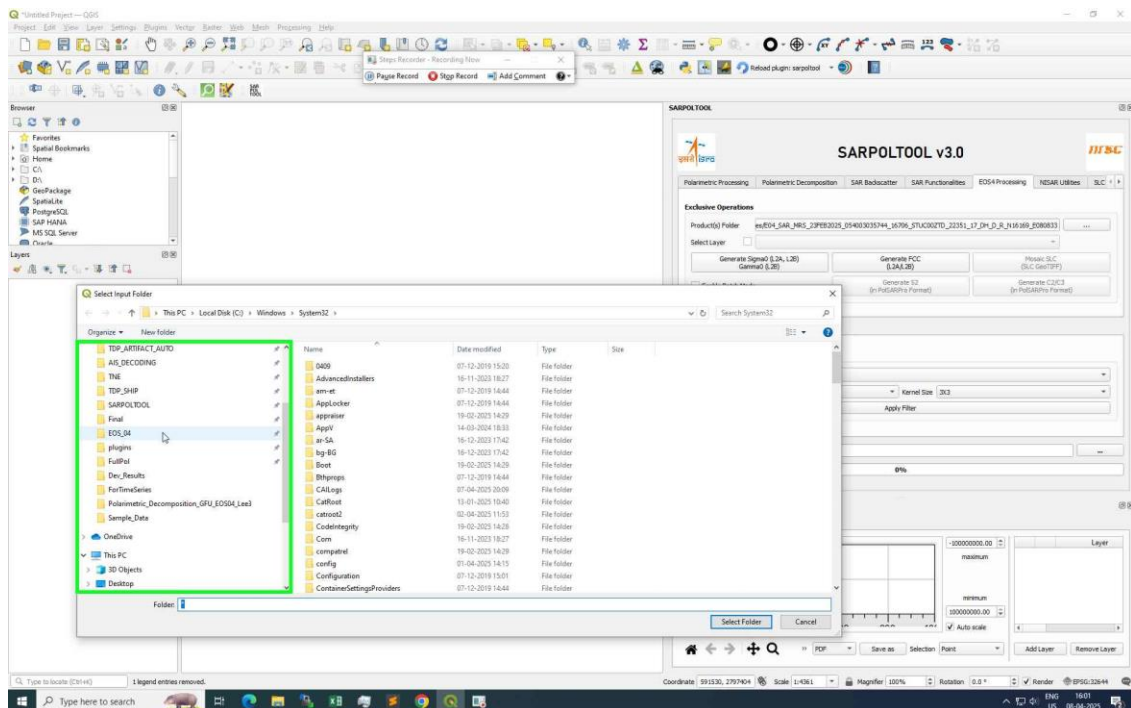 *Untitled Project — QGIS
Project Edit View Layer Settings Plugins Vector Raster Web Mesh Processing Help
Steps Recorder - Recording Now
Pause Record Stop Record Add Comment
Reload plugin: sarpoltool
Browser
Favorites
Spatial Bookmarks
Home
C:\
D:\
GeoPackage
SpatiaLite
PostgreSQL
SAP HANA
MS SQL Server
Oracle
Layers
SARPOLTOOL
इसरो isro
SARPOLTOOL v3.0
nrsc
Polarimetric Processing Polarimetric Decomposition SAR Backscatter SAR Functionalities EOS4 Processing NISAR Utilities SLC
Exclusive Operations
Product(s) Folder es/E04_SAR_MRS_23FEB2025_054003035744_16706_STUC00ZTD_22351_17_DH_D_R_N16169_E080833 ...
Select Layer
Generate Sigma0 (L2A, L2B)
Gamma0 (L2B)
Generate FCC
(L2A/L2B)
Mosaic SLC
(SLC GeoTIFF)
Generate S2
(in PolSARPro Format)
Generate C2/C3
(in PolSARPro Format)
Kernel Size 3X3
Apply Filter
...
0%
Select Input Folder
This PC > Local Disk (C:) > Windows > System32 >
Search System32
Organize New folder
TDP_ARTIFACT_AUTO
AIS_DECODING
TNE
TDP_SHIP
SARPOLTOOL
Final
EOS_04
plugins
FullPol
Dev_Results
ForTimeSeries
Polarimetric_Decomposition_GFU_EOS04_Lee3
Sample_Data
OneDrive
This PC
3D Objects
Desktop
Name Date modified Type Size
0409 07-12-2019 15:20 File folder
AdvancedInstallers 16-11-2023 18:27 File folder
am-et 07-12-2019 14:44 File folder
AppLocker 07-12-2019 14:44 File folder
appraiser 19-02-2025 14:29 File folder
AppV 14-03-2024 18:33 File folder
ar-SA 16-12-2023 17:42 File folder
bg-BG 16-12-2023 17:42 File folder
Boot 19-02-2025 14:29 File folder
Bthprops 07-12-2019 14:44 File folder
CAILogs 07-04-2025 20:09 File folder
CatRoot 13-01-2025 10:40 File folder
catroot2 02-04-2025 11:53 File folder
CodeIntegrity 19-02-2025 14:28 File folder
Com 16-11-2023 18:27 File folder
compatrel 19-02-2025 14:29 File folder
config 01-04-2025 14:15 File folder
Configuration 07-12-2019 15:01 File folder
ContainerSettingsProviders 07-12-2019 14:44 File folder
Folder:
Select Folder Cancel
-100000000.00
maximum
minimum
100000000.00
Auto scale
Layer
PDF Save as Selection Point Add Layer Remove Layer
Type to locate (Ctrl+K) 1 legend entries removed. Coordinate 591530, 2797404 Scale 1:4361 Magnifier 100% Rotation 0.0 ° Render EPSG:32644
Type here to search
ENG 16:01
US 08-04-2025